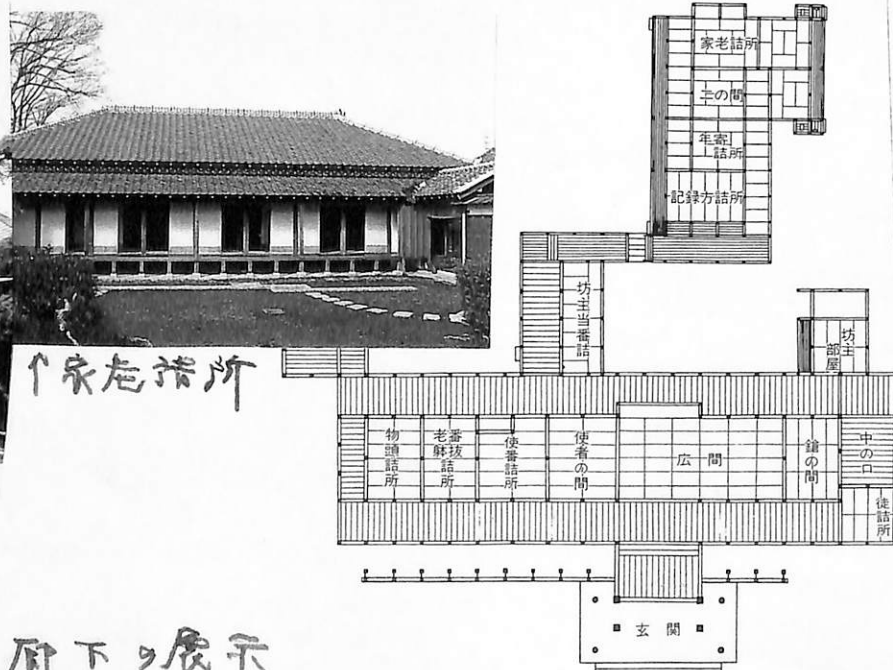 家老詰所
三の間
年寄詰所
記録方詰所
坊主当番詰
坊主部屋
↑家老詰所
物頭詰所
番抜老躰詰所
使番詰所
使者の間
広間
鎗の間
中の口
徒詰所
玄関
廊下の展示